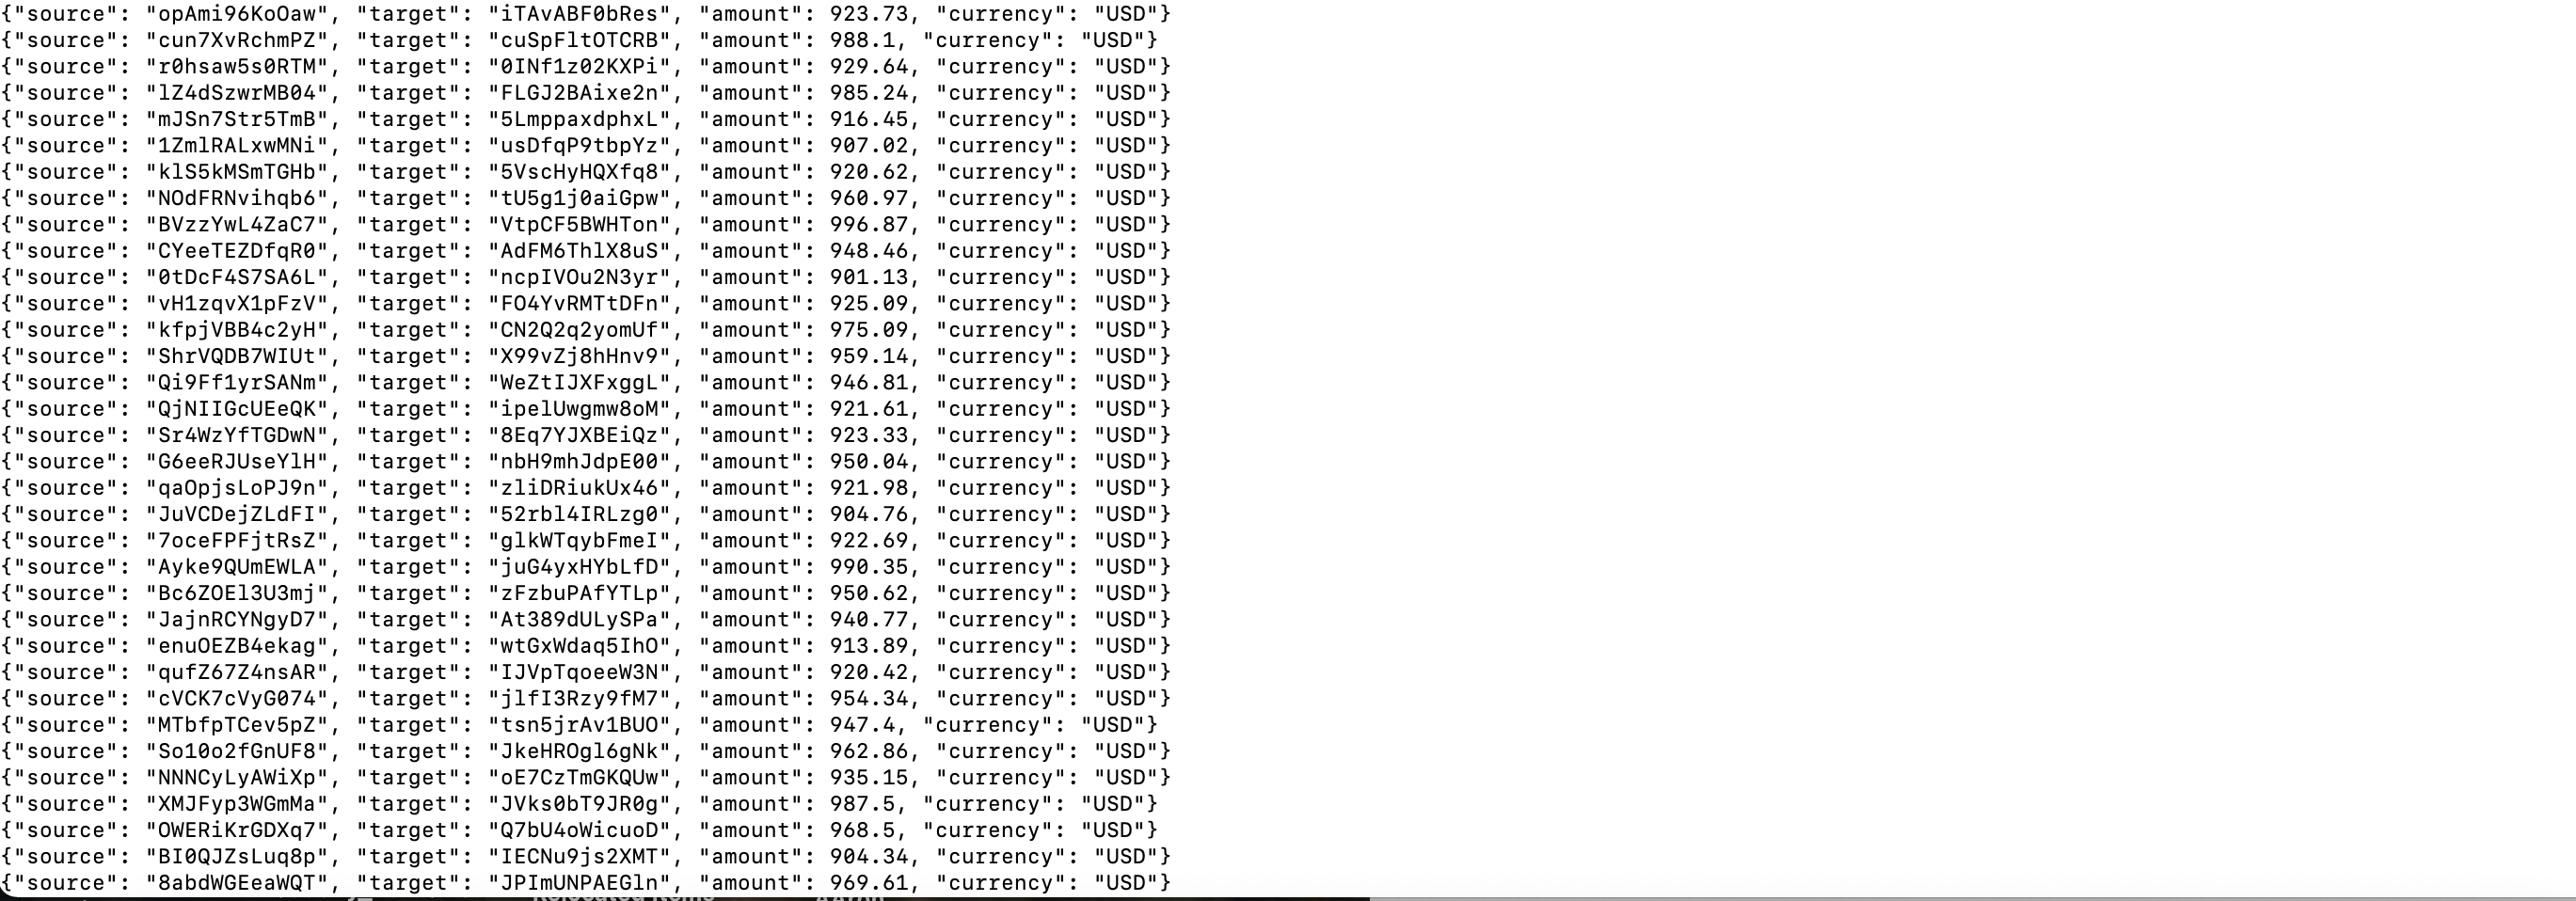 {"source": "opAmi96KoOaw", "target": "iTAvABF0bRes", "amount": 923.73, "currency": "USD"}
{"source": "cun7XvRchmPZ", "target": "cuSpFltOTCRB", "amount": 988.1, "currency": "USD"}
{"source": "r0hsaw5s0RTM", "target": "0INf1z02KXPi", "amount": 929.64, "currency": "USD"}
{"source": "lZ4dSzwrMB04", "target": "FLGJ2BAixe2n", "amount": 985.24, "currency": "USD"}
{"source": "mJSn7Str5TmB", "target": "5LmppaxdphxL", "amount": 916.45, "currency": "USD"}
{"source": "1ZmlRALxwMNi", "target": "usDfqP9tbpYz", "amount": 907.02, "currency": "USD"}
{"source": "klS5kMSmTGHb", "target": "5VscHyHQXfq8", "amount": 920.62, "currency": "USD"}
{"source": "NOdFRNvihqb6", "target": "tU5g1j0aiGpw", "amount": 960.97, "currency": "USD"}
{"source": "BVzzYwL4ZaC7", "target": "VtpCF5BWHTon", "amount": 996.87, "currency": "USD"}
{"source": "CYeeTEZDfqR0", "target": "AdFM6ThlX8uS", "amount": 948.46, "currency": "USD"}
{"source": "0tDcF4S7SA6L", "target": "ncpIVOu2N3yr", "amount": 901.13, "currency": "USD"}
{"source": "vH1zqvX1pFzV", "target": "FO4YvRMTtDFn", "amount": 925.09, "currency": "USD"}
{"source": "kfpjVBB4c2yH", "target": "CN2Q2q2yomUf", "amount": 975.09, "currency": "USD"}
{"source": "ShrVQDB7WIUt", "target": "X99vZj8hHnv9", "amount": 959.14, "currency": "USD"}
{"source": "Qi9Ff1yrSANm", "target": "WeZtIJXFxggL", "amount": 946.81, "currency": "USD"}
{"source": "QjNIIGcUEeQK", "target": "ipelUwgmw8oM", "amount": 921.61, "currency": "USD"}
{"source": "Sr4WzYfTGDwN", "target": "8Eq7YJXBEiQz", "amount": 923.33, "currency": "USD"}
{"source": "G6eeRJUseYlH", "target": "nbH9mhJdpE00", "amount": 950.04, "currency": "USD"}
{"source": "qaOpjsLoPJ9n", "target": "zliDRiukUx46", "amount": 921.98, "currency": "USD"}
{"source": "JuVCDejZLdFI", "target": "52rbl4IRLzg0", "amount": 904.76, "currency": "USD"}
{"source": "7oceFPFjtRsZ", "target": "glkWTqybFmeI", "amount": 922.69, "currency": "USD"}
{"source": "Ayke9QUmEWLA", "target": "juG4yxHYbLfD", "amount": 990.35, "currency": "USD"}
{"source": "Bc6ZOEl3U3mj", "target": "zFzbuPAfYTLp", "amount": 950.62, "currency": "USD"}
{"source": "JajnRCYNgyD7", "target": "At389dULySPa", "amount": 940.77, "currency": "USD"}
{"source": "enuOEZB4ekag", "target": "wtGxWdaq5IhO", "amount": 913.89, "currency": "USD"}
{"source": "qufZ67Z4nsAR", "target": "IJVpTqoeeW3N", "amount": 920.42, "currency": "USD"}
{"source": "cVCK7cVyG074", "target": "jlfI3Rzy9fM7", "amount": 954.34, "currency": "USD"}
{"source": "MTbfpTCev5pZ", "target": "tsn5jrAv1BUO", "amount": 947.4, "currency": "USD"}
{"source": "So10o2fGnUF8", "target": "JkeHROgl6gNk", "amount": 962.86, "currency": "USD"}
{"source": "NNNCyLyAWiXp", "target": "oE7CzTmGKQUw", "amount": 935.15, "currency": "USD"}
{"source": "XMJFyp3WGmMa", "target": "JVks0bT9JR0g", "amount": 987.5, "currency": "USD"}
{"source": "OWERiKrGDXq7", "target": "Q7bU4oWicuoD", "amount": 968.5, "currency": "USD"}
{"source": "BI0QJZsLuq8p", "target": "IECNu9js2XMT", "amount": 904.34, "currency": "USD"}
{"source": "8abdWGEeaWQT", "target": "JPImUNPAEGln", "amount": 969.61, "currency": "USD"}